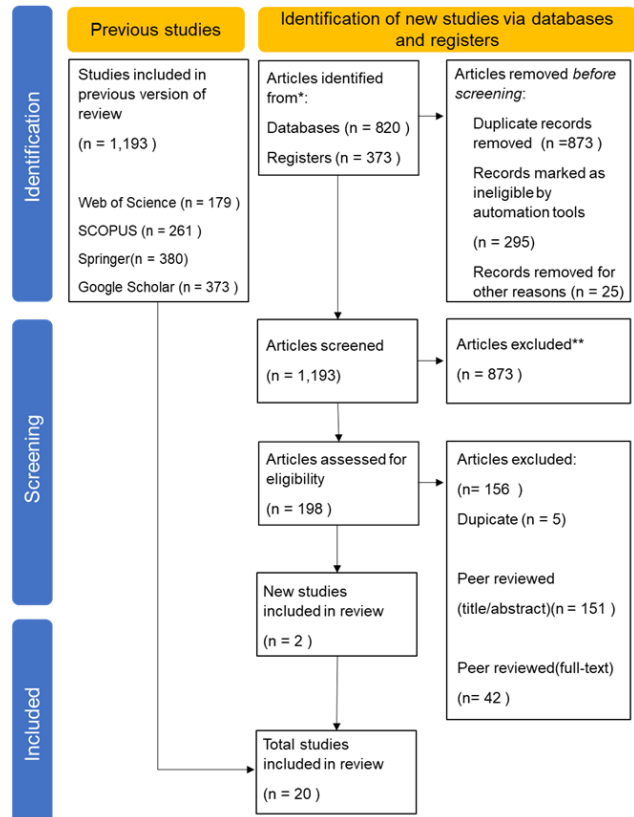 Previous studies
Identification of new studies via databases
and registers
Identification
Studies included in
previous version of
review
(n = 1,193 )
Web of Science (n = 179 )
SCOPUS (n = 261 )
Springer(n = 380)
Google Scholar (n = 373 )
Articles identified
from*:
Databases (n = 820 )
Registers (n = 373 )
Articles removed before
screening:
Duplicate records
removed (n =873 )
Records marked as
ineligible by
automation tools
(n = 295)
Records removed for
other reasons (n = 25)
Screening
Articles screened
(n = 1,193)
Articles excluded**
(n = 873 )
Articles assessed for
eligibility
(n = 198 )
Articles excluded:
(n= 156 )
Dupicate (n = 5)
Peer reviewed
(title/abstract)(n = 151 )
Peer reviewed(full-text)
(n= 42 )
New studies
included in review
(n = 2 )
Included
Total studies
included in review
(n = 20 )